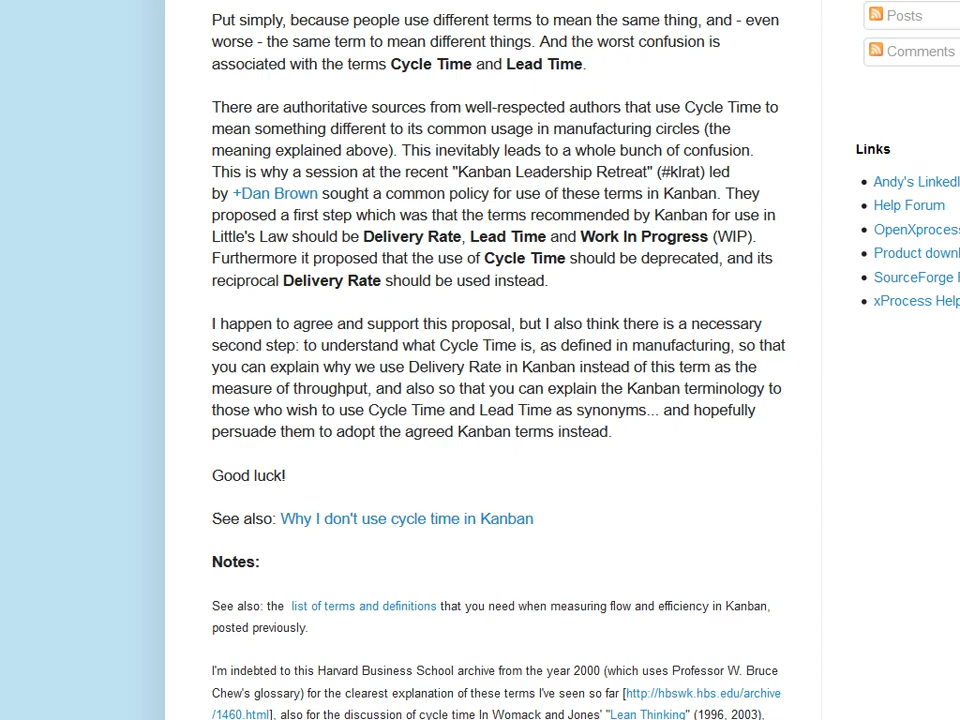 Put simply, because people use different terms to mean the same thing, and - even
worse - the same term to mean different things. And the worst confusion is
associated with the terms Cycle Time and Lead Time.
There are authoritative sources from well-respected authors that use Cycle Time to
mean something different to its common usage in manufacturing circles (the
meaning explained above). This inevitably leads to a whole bunch of confusion.
This is why a session at the recent "Kanban Leadership Retreat" (#klrat) led
by +Dan Brown sought a common policy for use of these terms in Kanban. They
proposed a first step which was that the terms recommended by Kanban for use in
Little's Law should be Delivery Rate, Lead Time and Work In Progress (WIP).
Furthermore it proposed that the use of Cycle Time should be deprecated, and its
reciprocal Delivery Rate should be used instead.
I happen to agree and support this proposal, but I also think there is a necessary
second step: to understand what Cycle Time is, as defined in manufacturing, so that
you can explain why we use Delivery Rate in Kanban instead of this term as the
measure of throughput, and also so that you can explain the Kanban terminology to
those who wish to use Cycle Time and Lead Time as synonyms... and hopefully
persuade them to adopt the agreed Kanban terms instead.
Good luck!
See also: Why I don't use cycle time in Kanban
Notes:
See also: the list of terms and definitions that you need when measuring flow and efficiency in Kanban,
posted previously.
I'm indebted to this Harvard Business School archive from the year 2000 (which uses Professor W. Bruce
Chew's glossary) for the clearest explanation of these terms I've seen so far [http://hbswk.hbs.edu/archive
/1460.html], also for the discussion of cycle time In Womack and Jones' "Lean Thinking" (1996, 2003).
Posts
Comments
Links
Andy's LinkedI
Help Forum
OpenXprocess
Product downl
SourceForge
xProcess Help